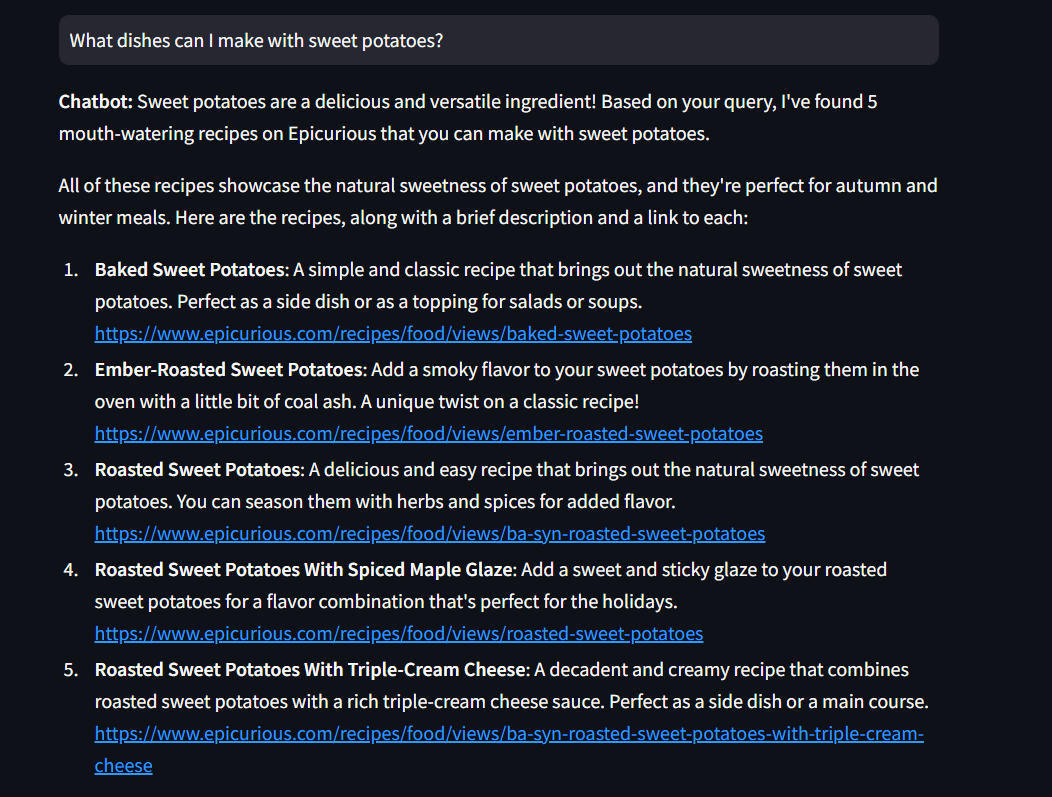 What dishes can I make with sweet potatoes?
Chatbot: Sweet potatoes are a delicious and versatile ingredient! Based on your query, I've found 5
mouth-watering recipes on Epicurious that you can make with sweet potatoes.
All of these recipes showcase the natural sweetness of sweet potatoes, and they're perfect for autumn and
winter meals. Here are the recipes, along with a brief description and a link to each:
1. Baked Sweet Potatoes: A simple and classic recipe that brings out the natural sweetness of sweet
potatoes. Perfect as a side dish or as a topping for salads or soups.
https://www.epicurious.com/recipes/food/views/baked-sweet-potatoes
2. Ember-Roasted Sweet Potatoes: Add a smoky flavor to your sweet potatoes by roasting them in the
oven with a little bit of coal ash. A unique twist on a classic recipe!
https://www.epicurious.com/recipes/food/views/ember-roasted-sweet-potatoes
3. Roasted Sweet Potatoes: A delicious and easy recipe that brings out the natural sweetness of sweet
potatoes. You can season them with herbs and spices for added flavor.
https://www.epicurious.com/recipes/food/views/ba-syn-roasted-sweet-potatoes
4. Roasted Sweet Potatoes With Spiced Maple Glaze: Add a sweet and sticky glaze to your roasted
sweet potatoes for a flavor combination that's perfect for the holidays.
https://www.epicurious.com/recipes/food/views/roasted-sweet-potatoes
5. Roasted Sweet Potatoes With Triple-Cream Cheese: A decadent and creamy recipe that combines
roasted sweet potatoes with a rich triple-cream cheese sauce. Perfect as a side dish or a main course.
https://www.epicurious.com/recipes/food/views/ba-syn-roasted-sweet-potatoes-with-triple-cream-
cheese